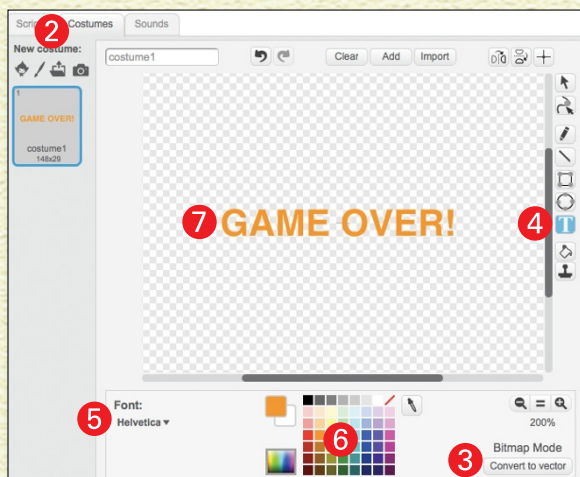 Scrip
2
Costumes
Sounds
New costume:
costume1
Clear
Add
Import
1
GAME OVER!
costume1
148x29
7
GAME OVER!
4
T
Font:
5
Helvetica
6
200%
Bitmap Mode
3
Convert to vector